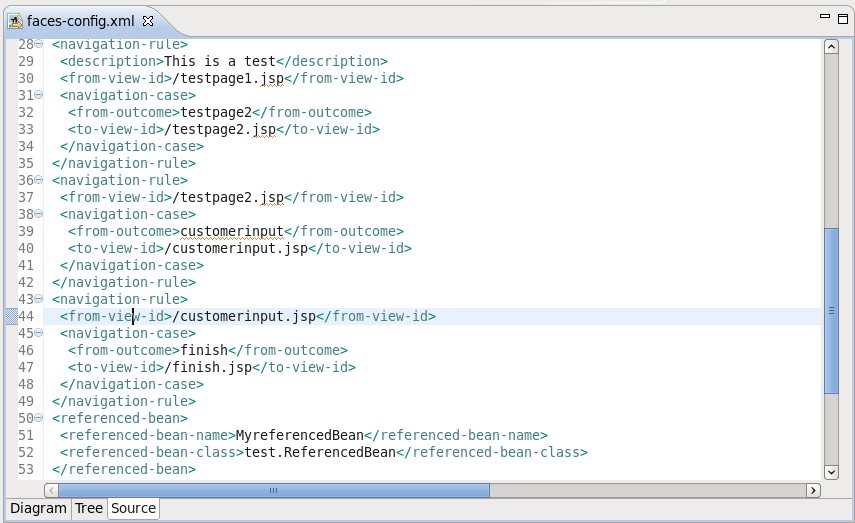 faces-config.xml
28 <navigation-rule>
29 <description>This is a test</description>
30 <from-view-id>/testpage1.jsp</from-view-id>
31 <navigation-case>
32 <from-outcome>testpage2</from-outcome>
33 <to-view-id>/testpage2.jsp</to-view-id>
34 </navigation-case>
35 </navigation-rule>
36 <navigation-rule>
37 <from-view-id>/testpage2.jsp</from-view-id>
38 <navigation-case>
39 <from-outcome>customerinput</from-outcome>
40 <to-view-id>/customerinput.jsp</to-view-id>
41 </navigation-case>
42 </navigation-rule>
43 <navigation-rule>
44 <from-view-id>/customerinput.jsp</from-view-id>
45 <navigation-case>
46 <from-outcome>finish</from-outcome>
47 <to-view-id>/finish.jsp</to-view-id>
48 </navigation-case>
49 </navigation-rule>
50 <referenced-bean>
51 <referenced-bean-name>MyreferencedBean</referenced-bean-name>
52 <referenced-bean-class>test.ReferencedBean</referenced-bean-class>
53 </referenced-bean>
Diagram Tree Source